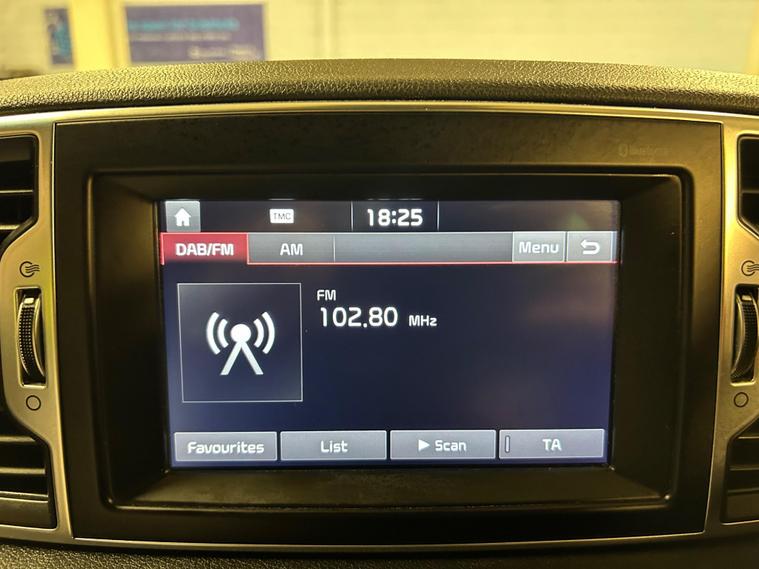 TMC 18:25
DAB/FM AM Menu
FM
102.80 MHz
Favourites List Scan TA